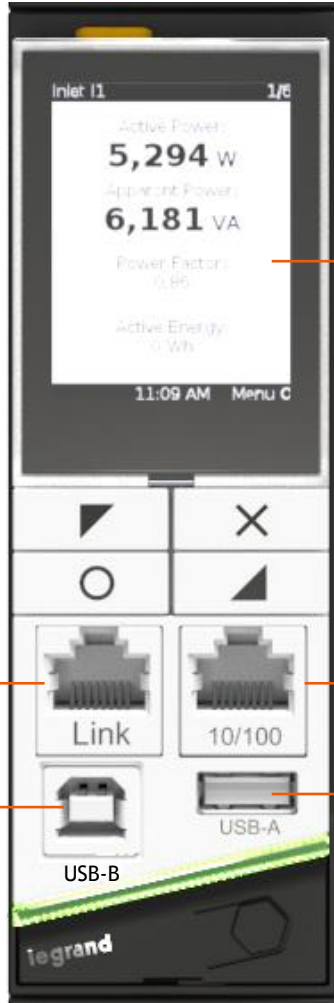 Inlet I1 1/6
Active Power:
5,294 W
Apparent Power:
6,181 VA
Power Factor:
0.86
Active Energy:
0 Wh
11:09 AM Menu O
Link 10/100
USB-A
USB-B
legrand